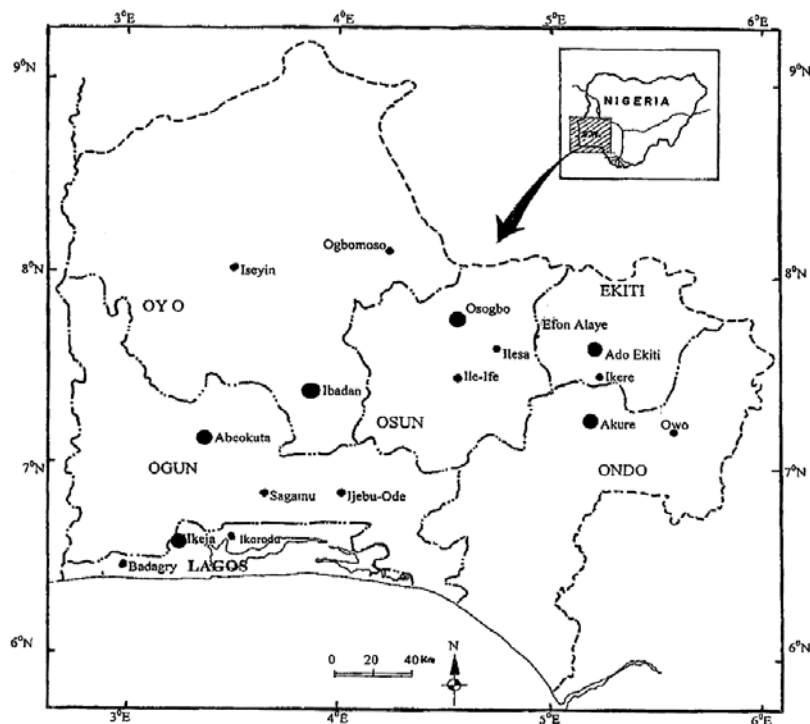 3°E 4°E 5°E 6°E
9°N
9°N
NIGERIA
Ogbomoso
8°N
Iseyin
8°N
OYO
EKITI
Osogbo
Efon Alaye
Ilesa
Ado Ekiti
Ile-Ife
Ikere
Ibadan
OSUN
Akure
Owo
Abeokuta
7°N
OGUN
7°N
ONDO
Sagamu
Ijebu-Ode
Ikeja
Ikorodu
Badagry
LAGOS
6°N
N
6°N
0 20 40 Km
3°E 4°E 5°E 6°E